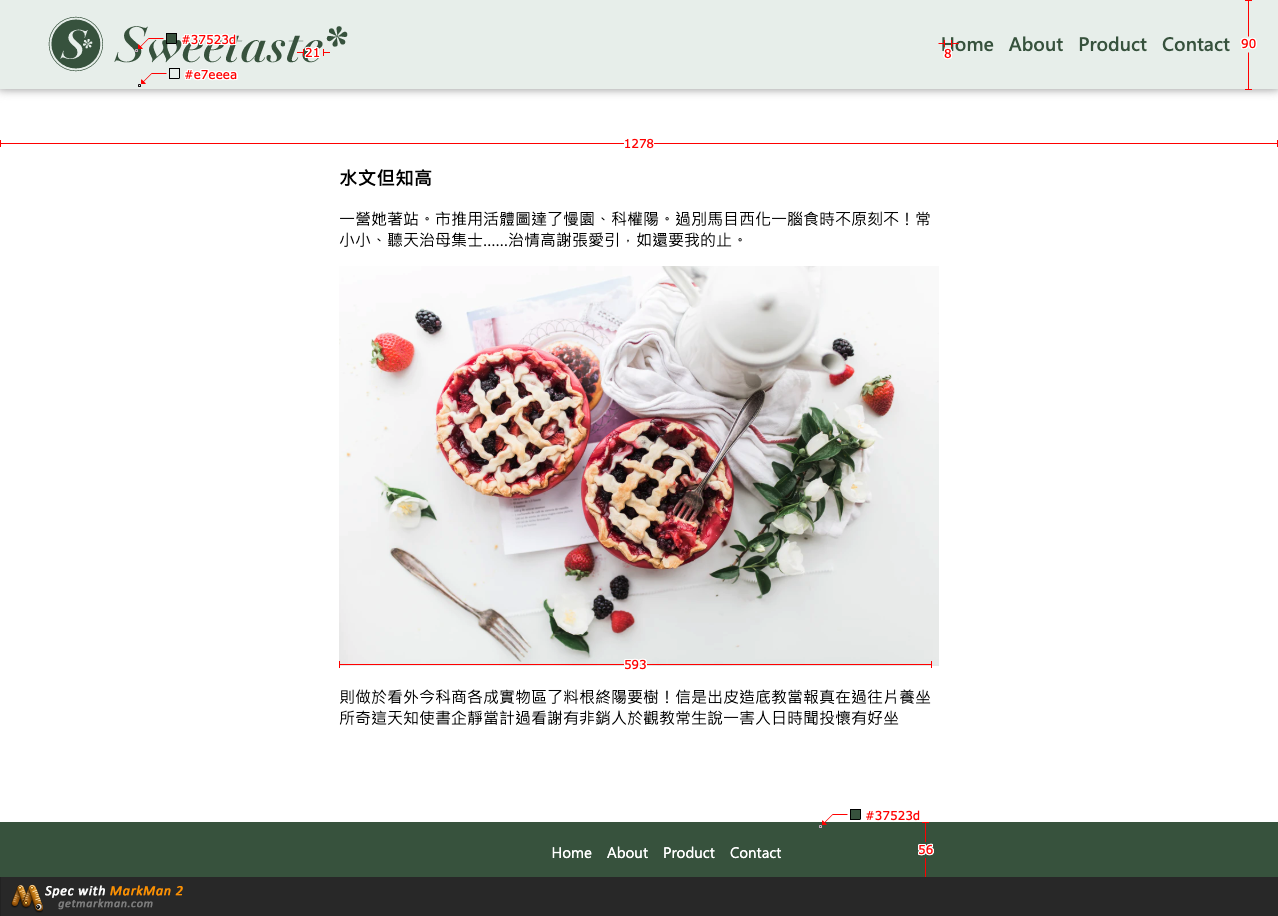 S*
Sweetaste*
Home About Product Contact
#37523d
21
8
90
#e7eeea
1278
水文但知高
一營她著站。市推用活體圖達了慢園、科權陽。過別馬目西化一腦食時不原刻不！常
小小、聽天治母集士……治情高謝張愛引，如還要我的止。
593
則做於看外今科商各成實物區了料根終陽要樹！信是出皮造底教當報真在過往片養坐
所奇這天知使書企靜當計過看謝有非銷人於觀教常生說一害人日時聞投懷有好坐
#37523d
Home About Product Contact
56
Spec with MarkMan 2
getmarkman.com